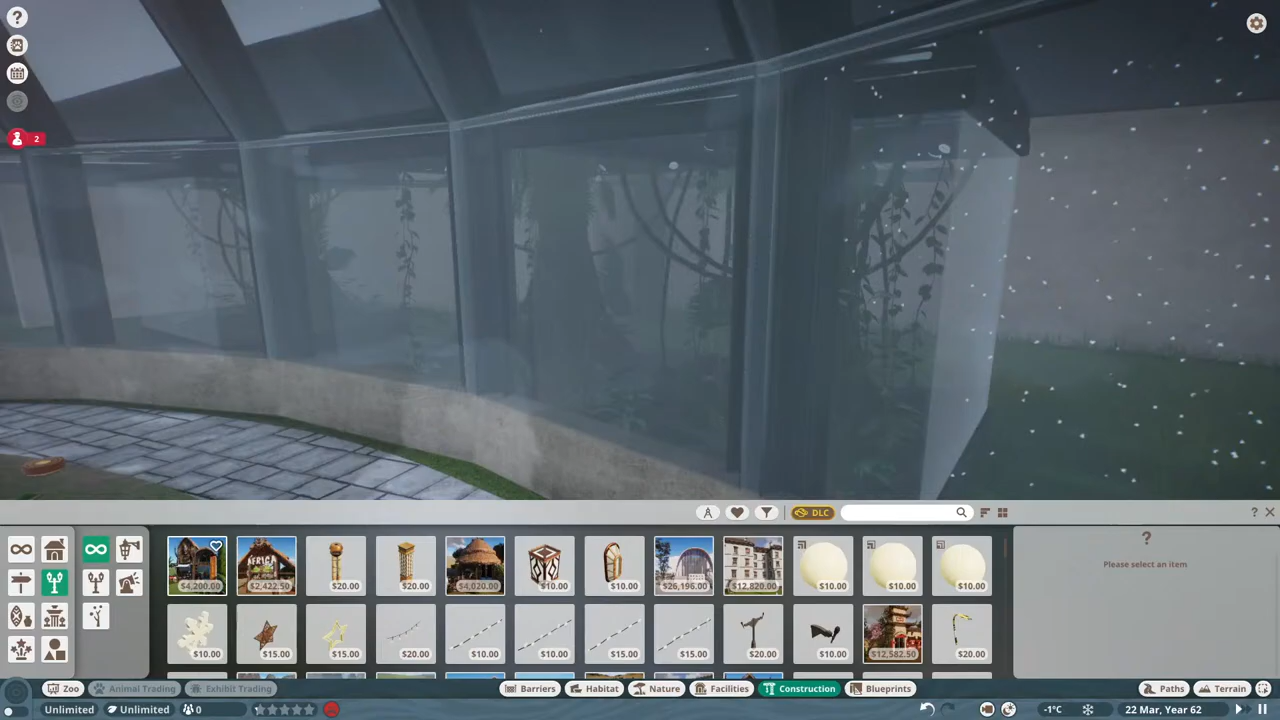 ?
2
DLC
?
$4,200.00 $2,422.50 $20.00 $20.00 $4,020.00 $10.00 $10.00 $26,196.00 $12,820.00 $10.00 $10.00 $10.00
AFRICA
?
Please select an item
$10.00 $15.00 $15.00 $20.00 $10.00 $10.00 $15.00 $15.00 $20.00 $10.00 $12,582.50 $20.00
Zoo Animal Trading Exhibit Trading Barriers Habitat Nature Facilities Construction Blueprints Paths Terrain
Unlimited Unlimited 0 -1°C 22 Mar, Year 62